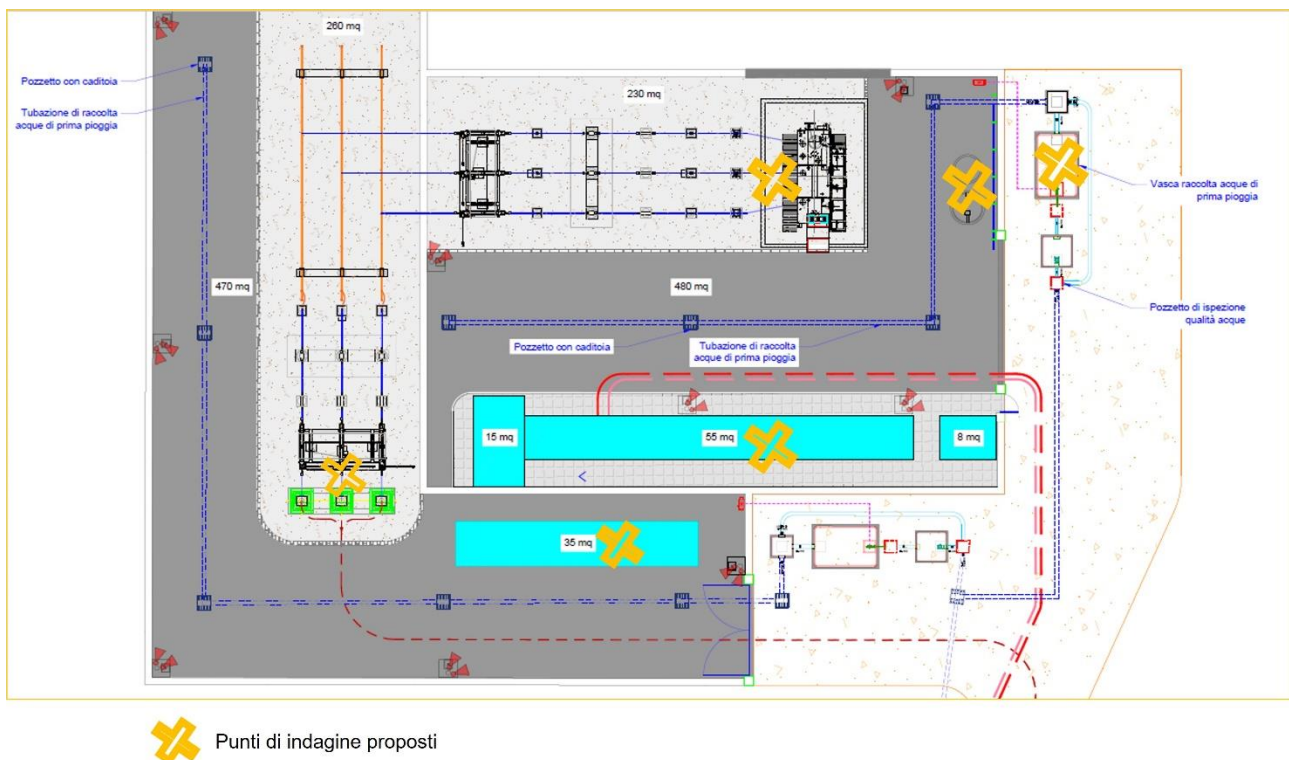 260 mq
Pozzetto con caditoia
Tubazione di raccolta
acque di prima pioggia
230 mq
Vasca raccolta acque di
prima pioggia
470 mq
480 mq
Pozzetto di ispezione
qualità acque
Pozzetto con caditoia
Tubazione di raccolta
acque di prima pioggia
15 mq
55 mq
8 mq
35 mq
Punti di indagine proposti